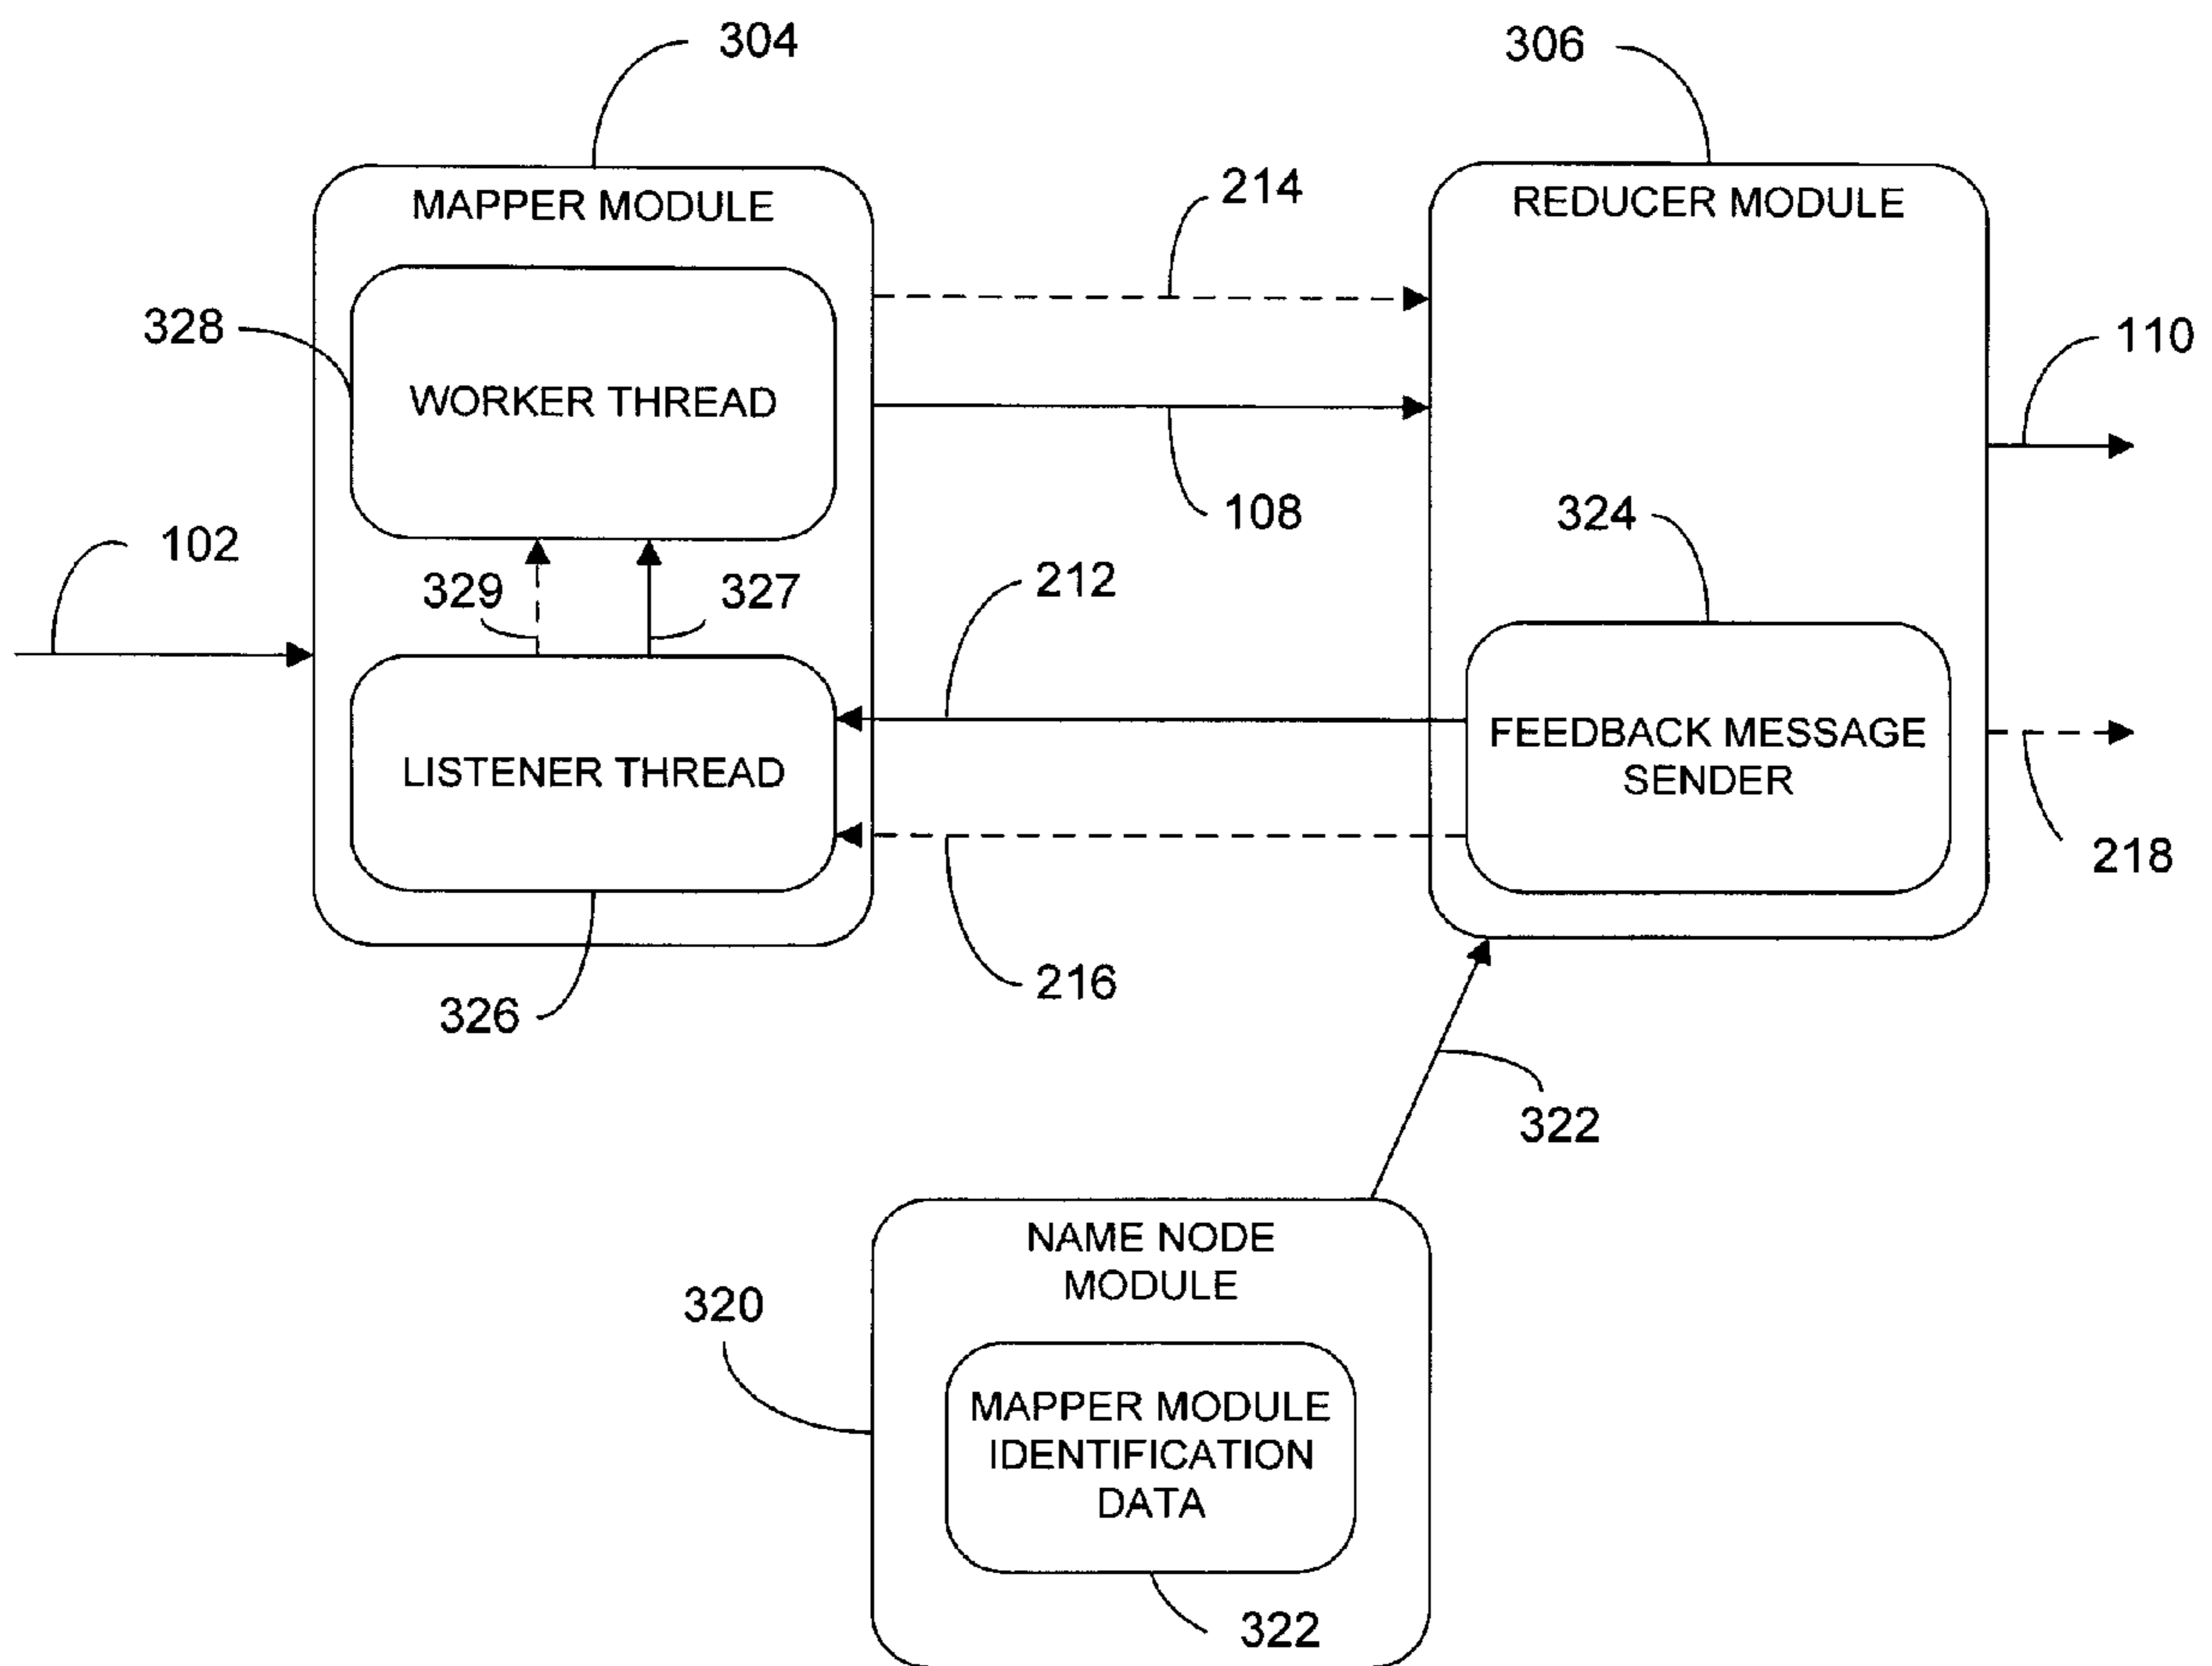 304
306
MAPPER MODULE
REDUCER MODULE
214
328
WORKER THREAD
110
108
324
102
212
329
327
FEEDBACK MESSAGE
SENDER
LISTENER THREAD
218
216
326
322
NAME NODE
MODULE
320
MAPPER MODULE
IDENTIFICATION
DATA
322